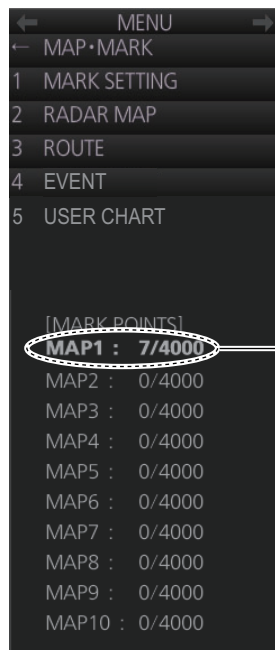 ← MENU →
← MAP・MARK
1 MARK SETTING
2 RADAR MAP
3 ROUTE
4 EVENT
5 USER CHART
[MARK POINTS]
MAP1 : 7/4000
MAP2 : 0/4000
MAP3 : 0/4000
MAP4 : 0/4000
MAP5 : 0/4000
MAP6 : 0/4000
MAP7 : 0/4000
MAP8 : 0/4000
MAP9 : 0/4000
MAP10 : 0/4000